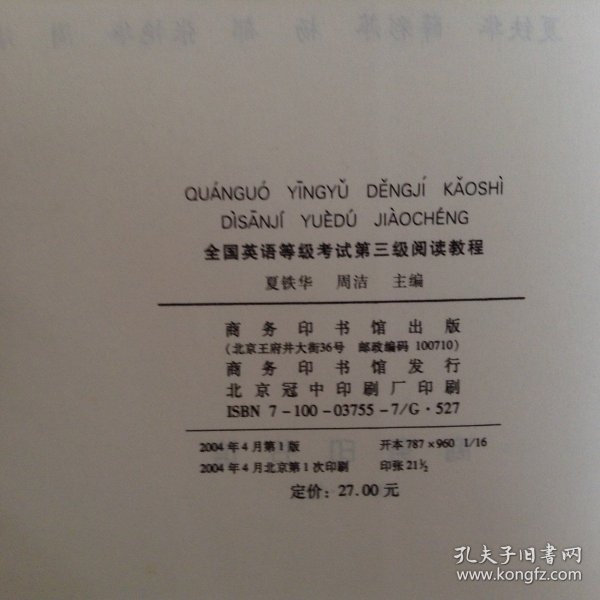 QUÁNGUÓ YĪNGYǓ DĚNGJÍ KǍOSHÌ
DÌSĀNJÍ YUÈDÚ JIÀOCHÉNG
全国英语等级考试第三级阅读教程
夏铁华 周洁 主编
商务印书馆出版
(北京王府井大街36号 邮政编码 100710)
商务印书馆发行
北京冠中印刷厂印刷
ISBN 7-100-03755-7/G·527
2004年4月第1版 开本 787×960 1/16
2004年4月北京第1次印刷 印张 21½
定价：27.00元
孔夫子旧书网
www.kongfz.com